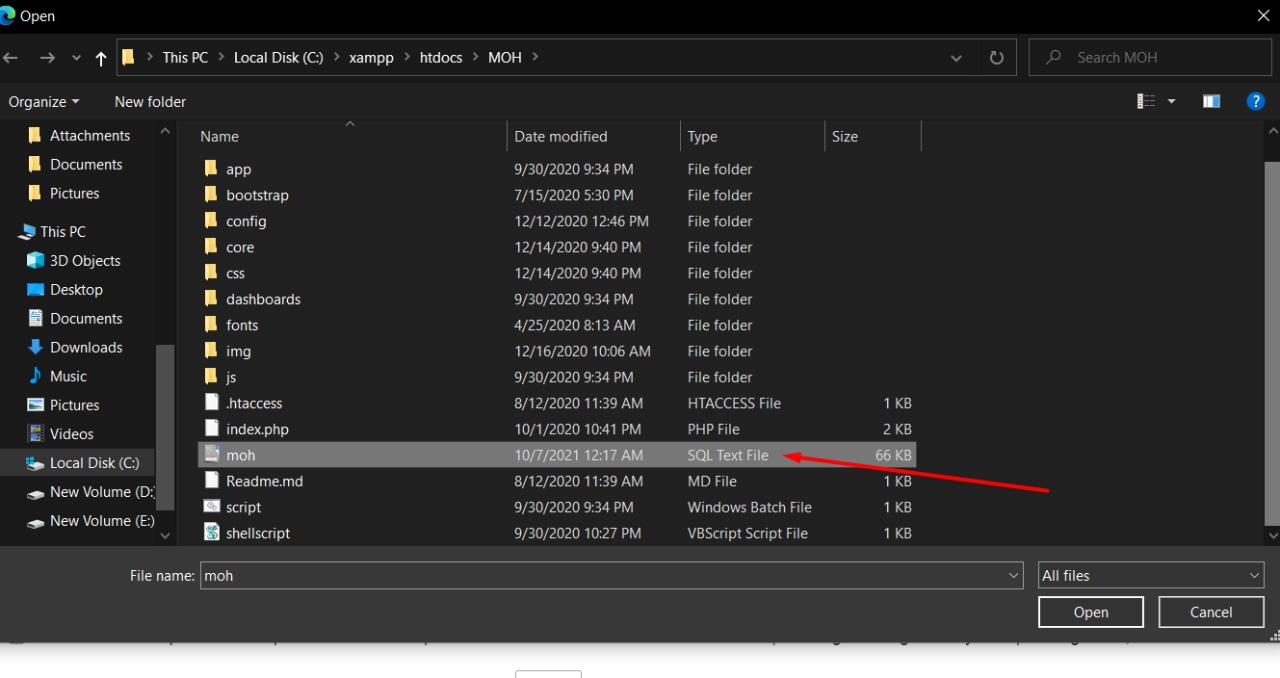 Open
This PC > Local Disk (C:) > xampp > htdocs > MOH >
Search MOH
Organize
New folder
?
Attachments
Documents
Pictures
This PC
3D Objects
Desktop
Documents
Downloads
Music
Pictures
Videos
Local Disk (C:)
New Volume (D:
New Volume (E:)
Name Date modified Type Size
app 9/30/2020 9:34 PM File folder
bootstrap 7/15/2020 5:30 PM File folder
config 12/12/2020 12:46 PM File folder
core 12/14/2020 9:40 PM File folder
css 12/14/2020 9:40 PM File folder
dashboards 9/30/2020 9:34 PM File folder
fonts 4/25/2020 8:13 AM File folder
img 12/16/2020 10:06 AM File folder
js 9/30/2020 9:34 PM File folder
.htaccess 8/12/2020 11:39 AM HTACCESS File 1 KB
index.php 10/1/2020 10:41 PM PHP File 2 KB
moh 10/7/2021 12:17 AM SQL Text File 66 KB
Readme.md 8/12/2020 11:39 AM MD File 1 KB
script 9/30/2020 9:34 PM Windows Batch File 1 KB
shellscript 9/30/2020 10:27 PM VBScript Script File 1 KB
File name: moh
All files
Open
Cancel